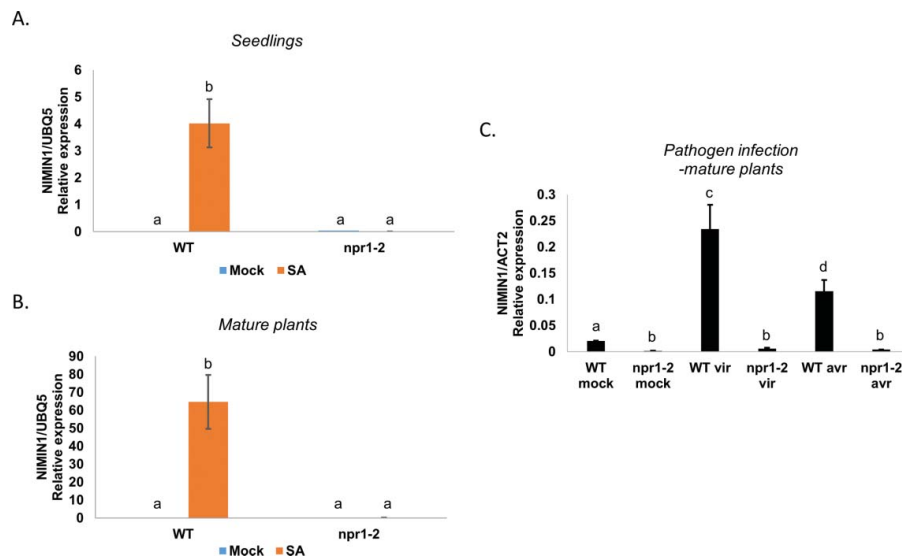 A.
Seedlings
NIMIN1/UBQ5
Relative expression
6
5
4
3
2
1
0
a
b
a
a
WT
npr1-2
Mock
SA
B.
Mature plants
NIMIN1/UBQ5
Relative expression
90
80
70
60
50
40
30
20
10
0
a
b
a
a
WT
npr1-2
Mock
SA
C.
Pathogen infection
-mature plants
NIMIN1/ACT2
Relative expression
0.3
0.25
0.2
0.15
0.1
0.05
0
a
b
c
b
d
b
WT
mock
npr1-2
mock
WT vir
npr1-2
vir
WT avr
npr1-2
avr